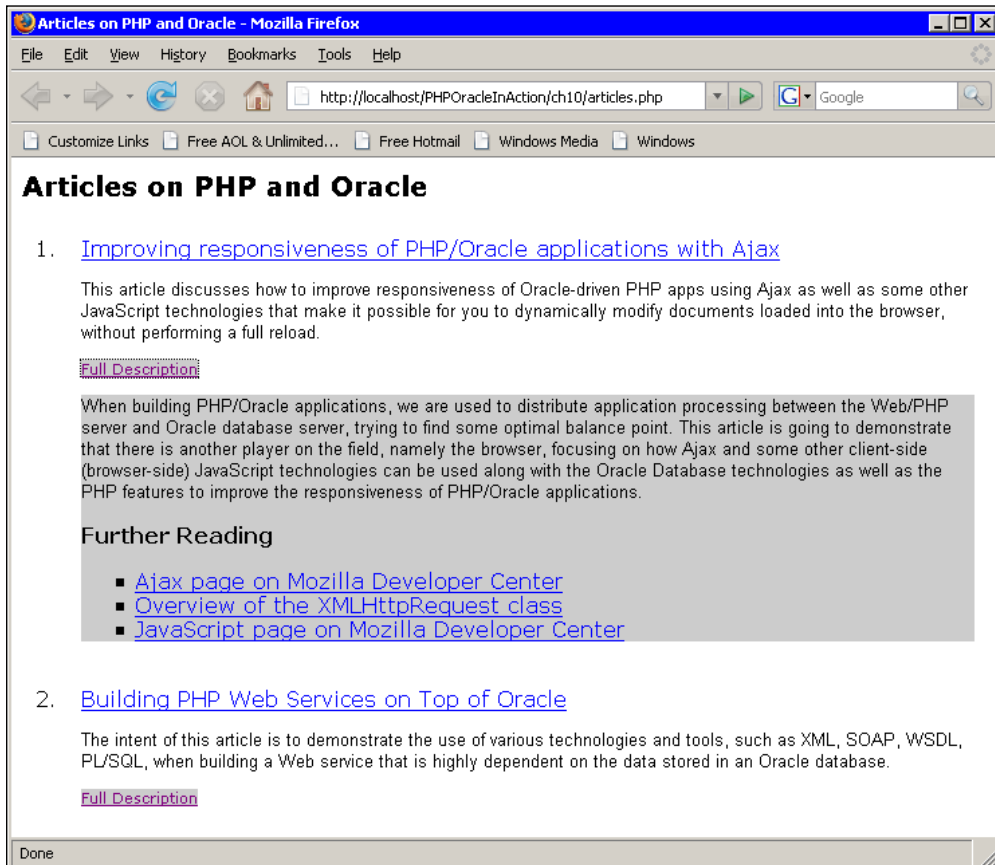 Articles on PHP and Oracle - Mozilla Firefox
File Edit View History Bookmarks Tools Help
http://localhost/PHPOracleInAction/ch10/articles.php G Google
Customize Links Free AOL & Unlimited... Free Hotmail Windows Media Windows
Articles on PHP and Oracle
1. Improving responsiveness of PHP/Oracle applications with Ajax
This article discusses how to improve responsiveness of Oracle-driven PHP apps using Ajax as well as some other
JavaScript technologies that make it possible for you to dynamically modify documents loaded into the browser,
without performing a full reload.
Full Description
When building PHP/Oracle applications, we are used to distribute application processing between the Web/PHP
server and Oracle database server, trying to find some optimal balance point. This article is going to demonstrate
that there is another player on the field, namely the browser, focusing on how Ajax and some other client-side
(browser-side) JavaScript technologies can be used along with the Oracle Database technologies as well as the
PHP features to improve the responsiveness of PHP/Oracle applications.
Further Reading
Ajax page on Mozilla Developer Center
Overview of the XMLHttpRequest class
JavaScript page on Mozilla Developer Center
2. Building PHP Web Services on Top of Oracle
The intent of this article is to demonstrate the use of various technologies and tools, such as XML, SOAP, WSDL,
PL/SQL, when building a Web service that is highly dependent on the data stored in an Oracle database.
Full Description
Done